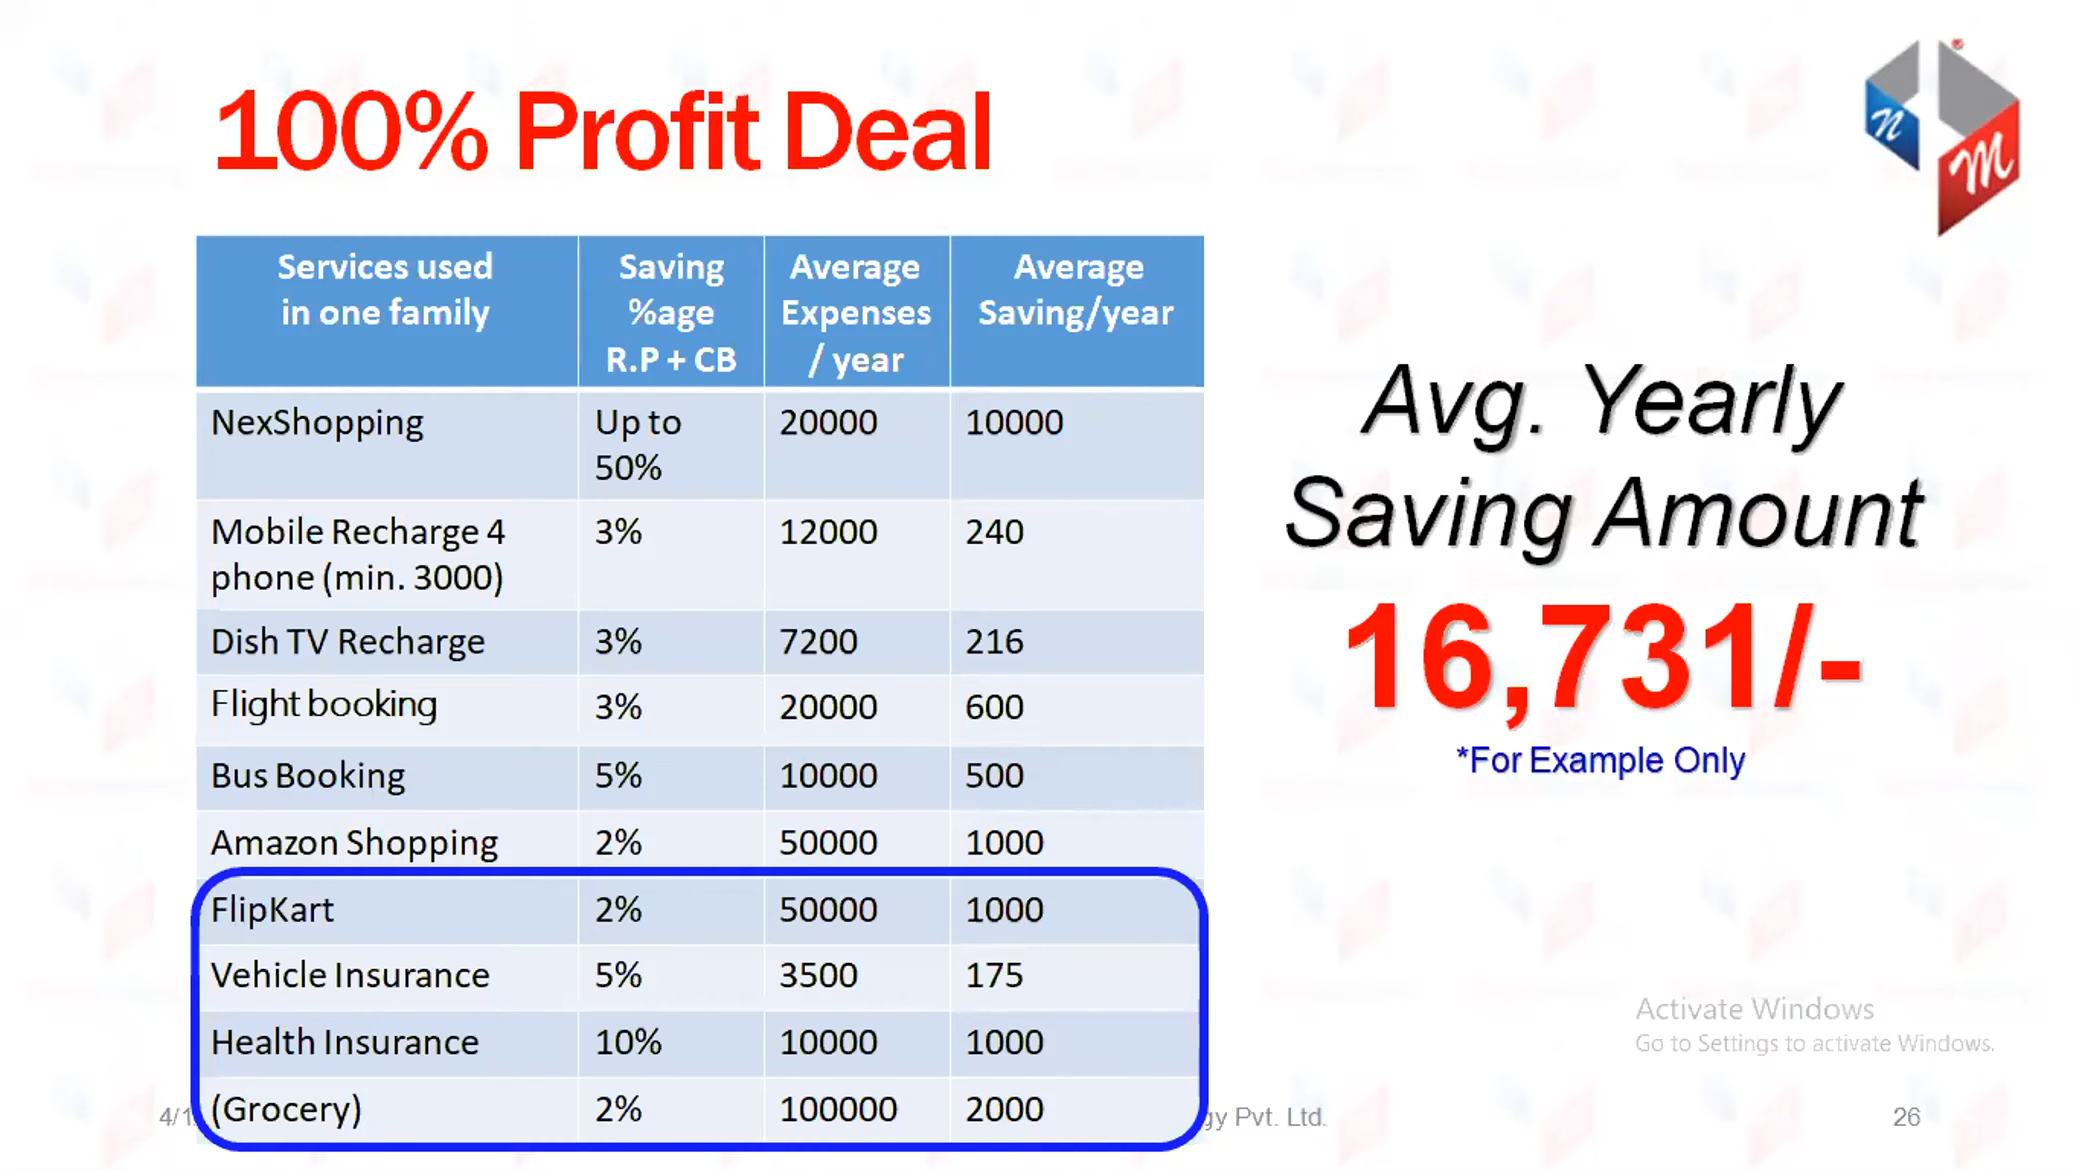 100% Profit Deal
n
M
Services used
in one family
Saving
%age
R.P + CB
Average
Expenses
/ year
Average
Saving/year
NexShopping
Up to
50%
20000
10000
Mobile Recharge 4
phone (min. 3000)
3%
12000
240
Dish TV Recharge
3%
7200
216
Flight booking
3%
20000
600
Bus Booking
5%
10000
500
Amazon Shopping
2%
50000
1000
FlipKart
2%
50000
1000
Vehicle Insurance
5%
3500
175
Health Insurance
10%
10000
1000
(Grocery)
2%
100000
2000
Avg. Yearly
Saving Amount
16,731/-
*For Example Only
Activate Windows
Go to Settings to activate Windows.
4/1
gy Pvt. Ltd.
26